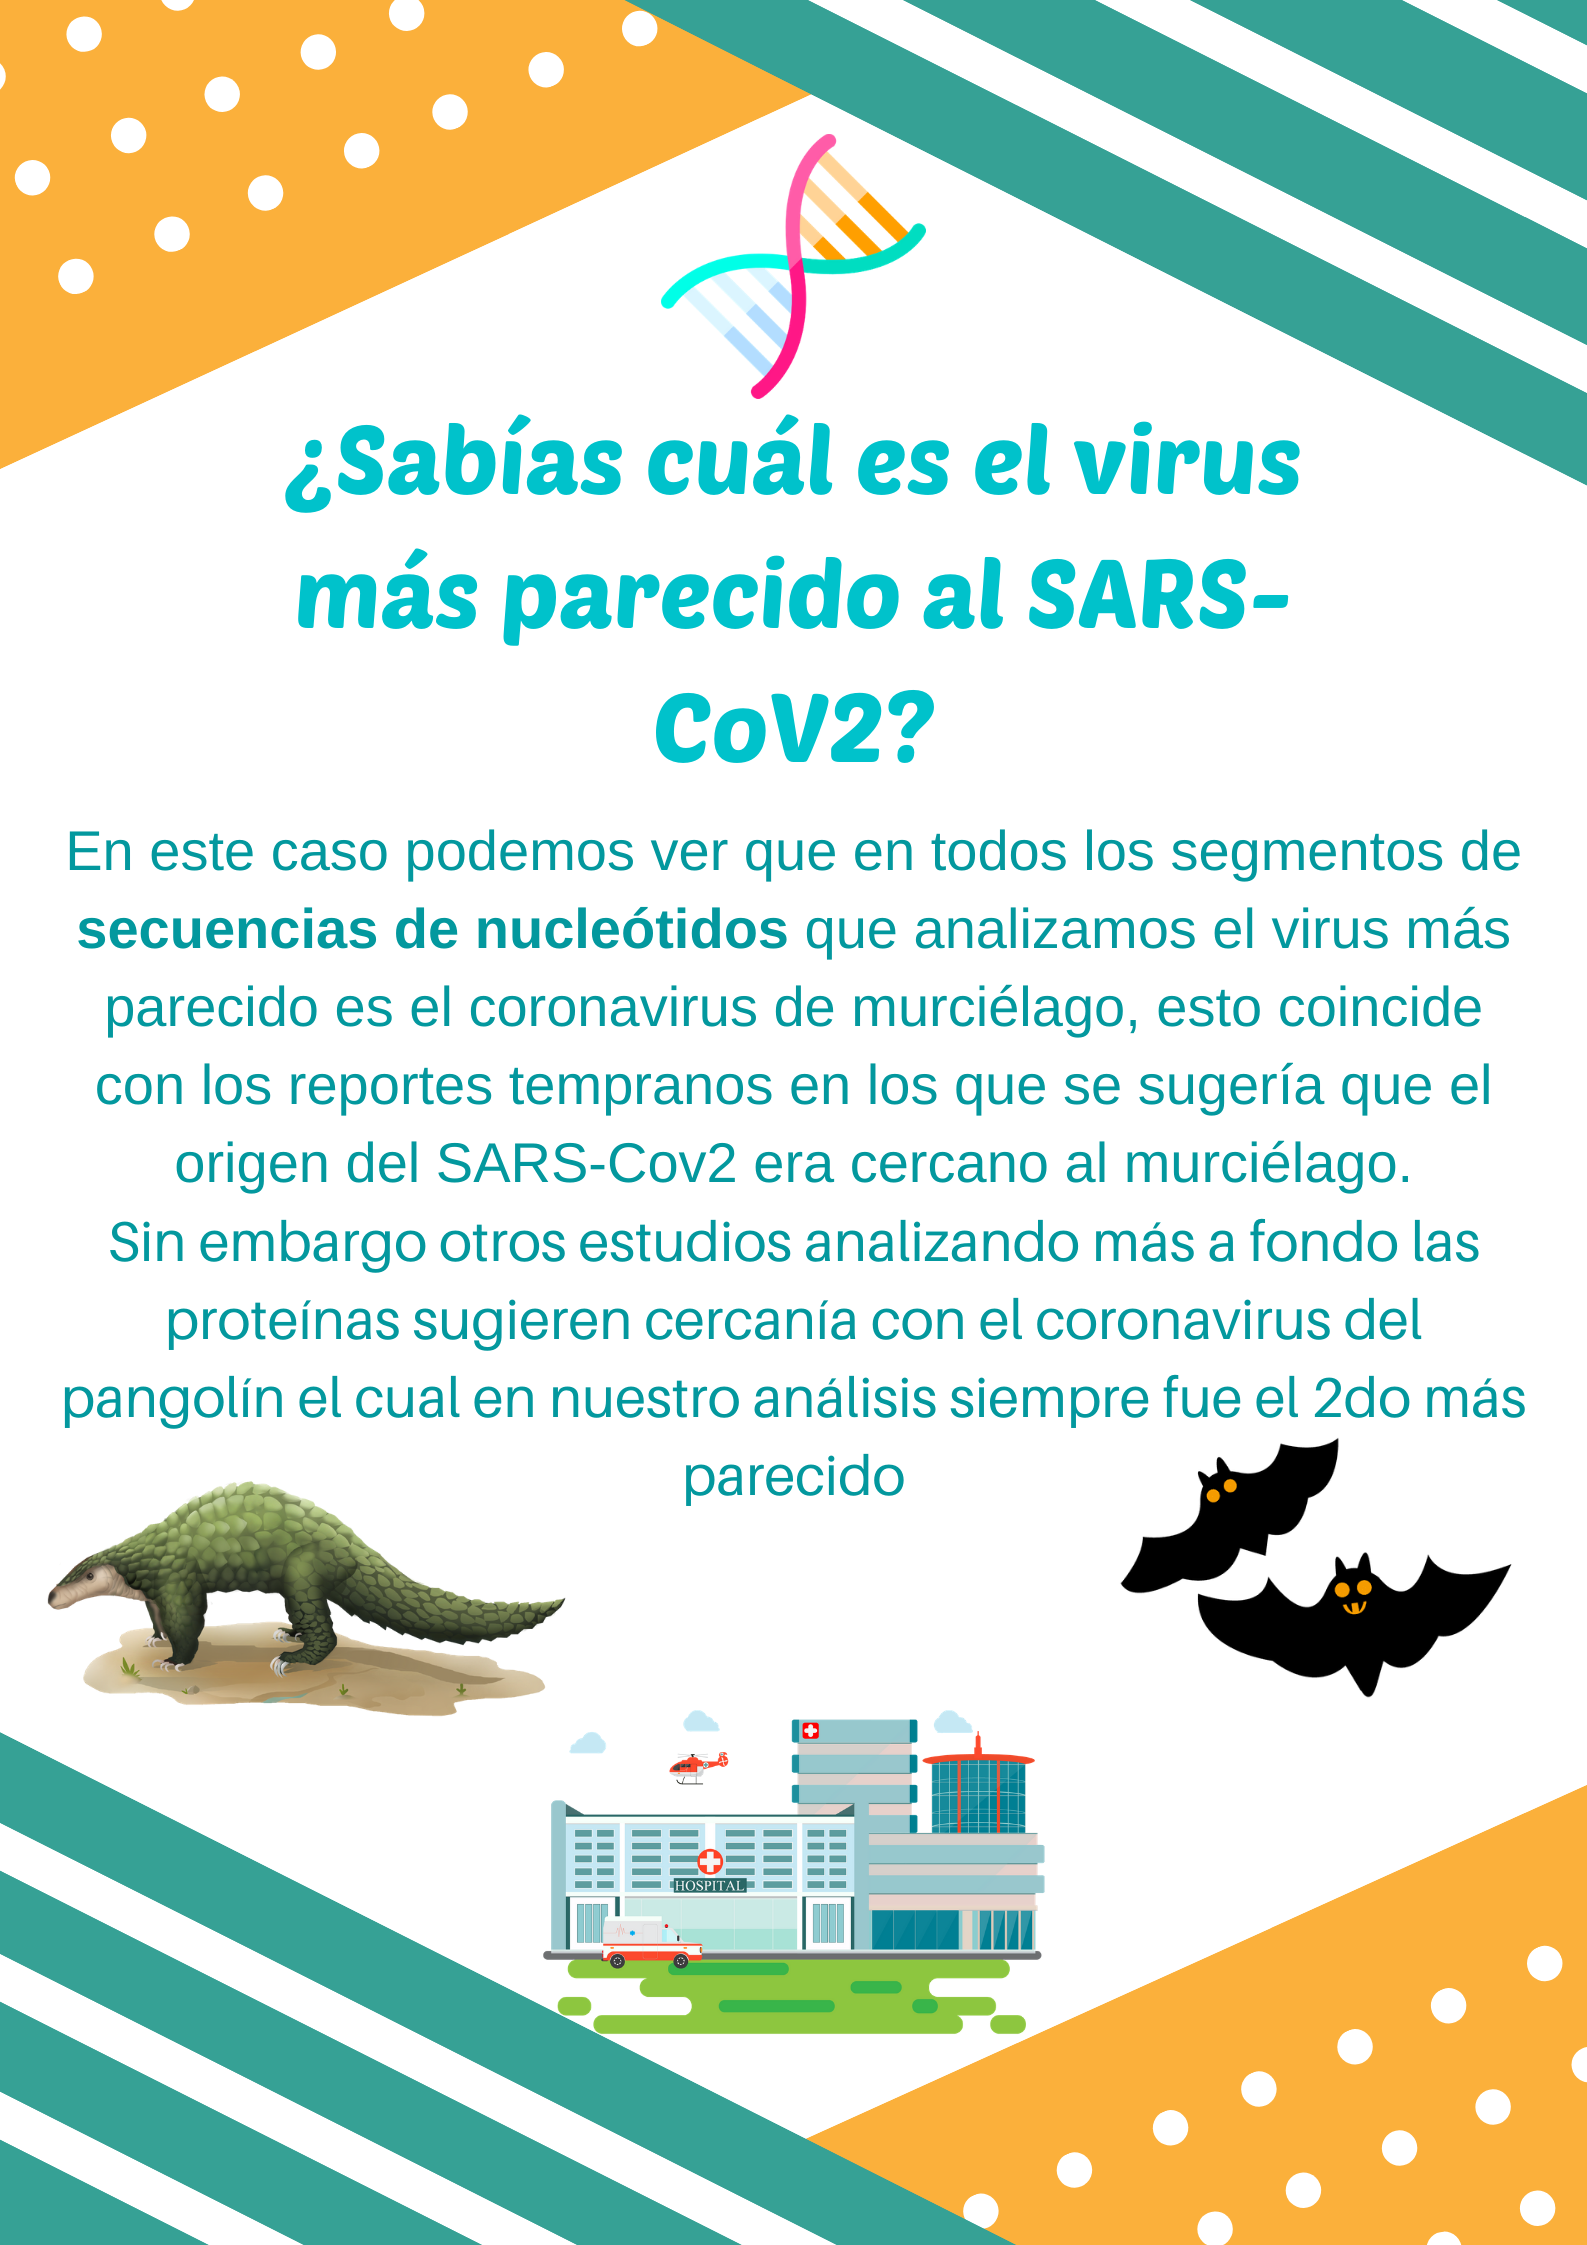 ¿Sabías cuál es el virus
más parecido al SARS-
CoV2?
En este caso podemos ver que en todos los segmentos de
secuencias de nucleótidos que analizamos el virus más
parecido es el coronavirus de murciélago, esto coincide
con los reportes tempranos en los que se sugería que el
origen del SARS-Cov2 era cercano al murciélago.
Sin embargo otros estudios analizando más a fondo las
proteínas sugieren cercanía con el coronavirus del
pangolín el cual en nuestro análisis siempre fue el 2do más
parecido
HOSPITAL